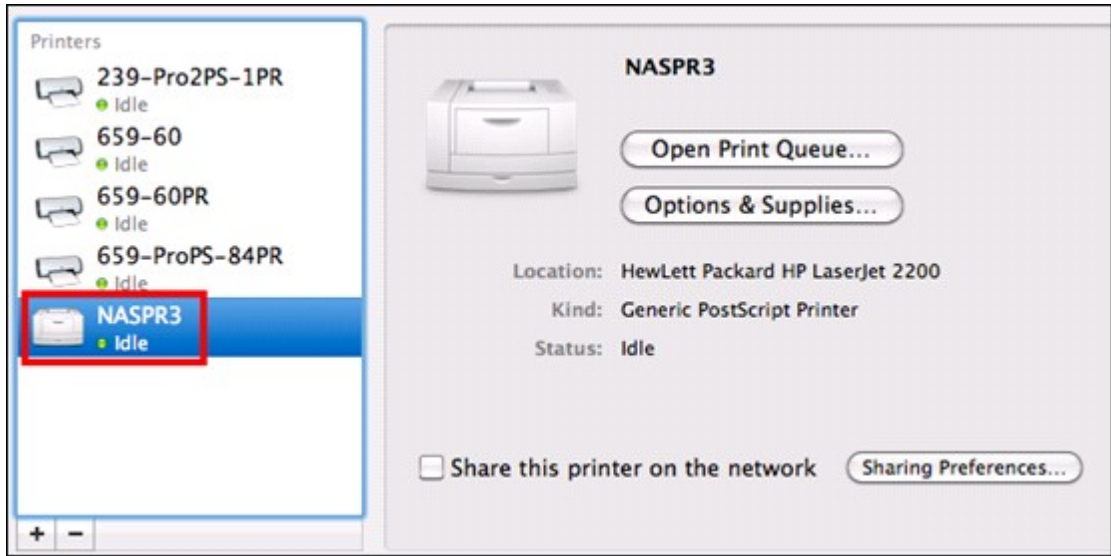 Printers
239-Pro2PS-1PR
Idle
659-60
Idle
659-60PR
Idle
659-ProPS-84PR
Idle
NASPR3
Idle
+ −
NASPR3
Open Print Queue...
Options & Supplies...
Location: HewLett Packard HP LaserJet 2200
Kind: Generic PostScript Printer
Status: Idle
Share this printer on the network
Sharing Preferences...